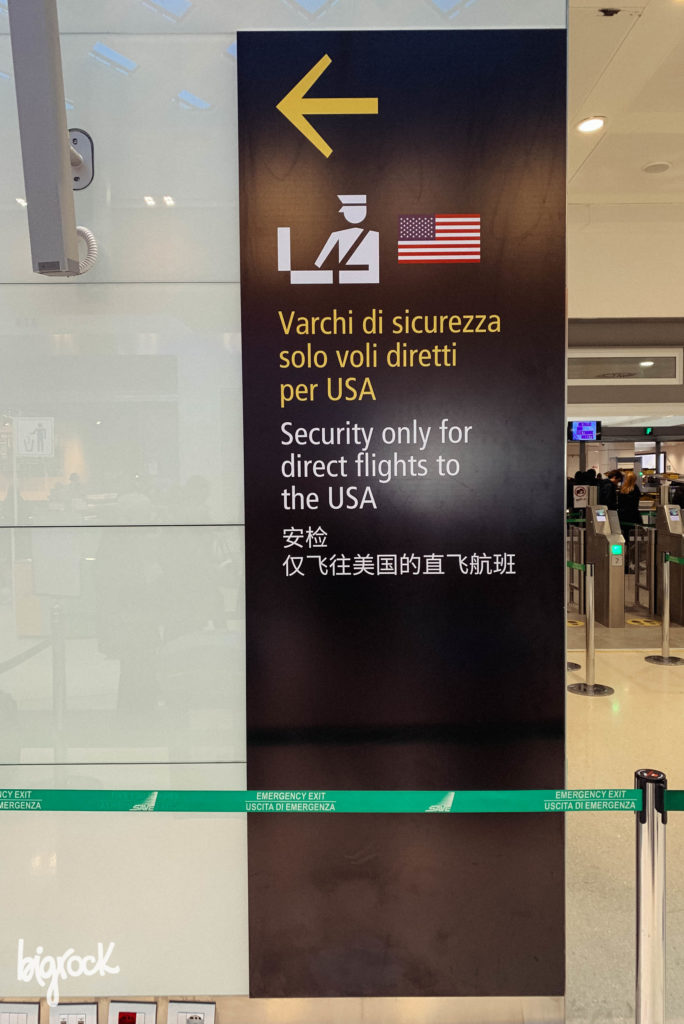 Varchi di sicurezza
solo voli diretti
per USA
Security only for
direct flights to
the USA
安检
仅飞往美国的直飞航班
EMERGENCY EXIT
USCITA DI EMERGENZA
SAVE
EMERGENCY EXIT
USCITA DI EMERGENZA
SAVE
EMERGENCY EXIT
USCITA DI EMERGENZA
bigrock